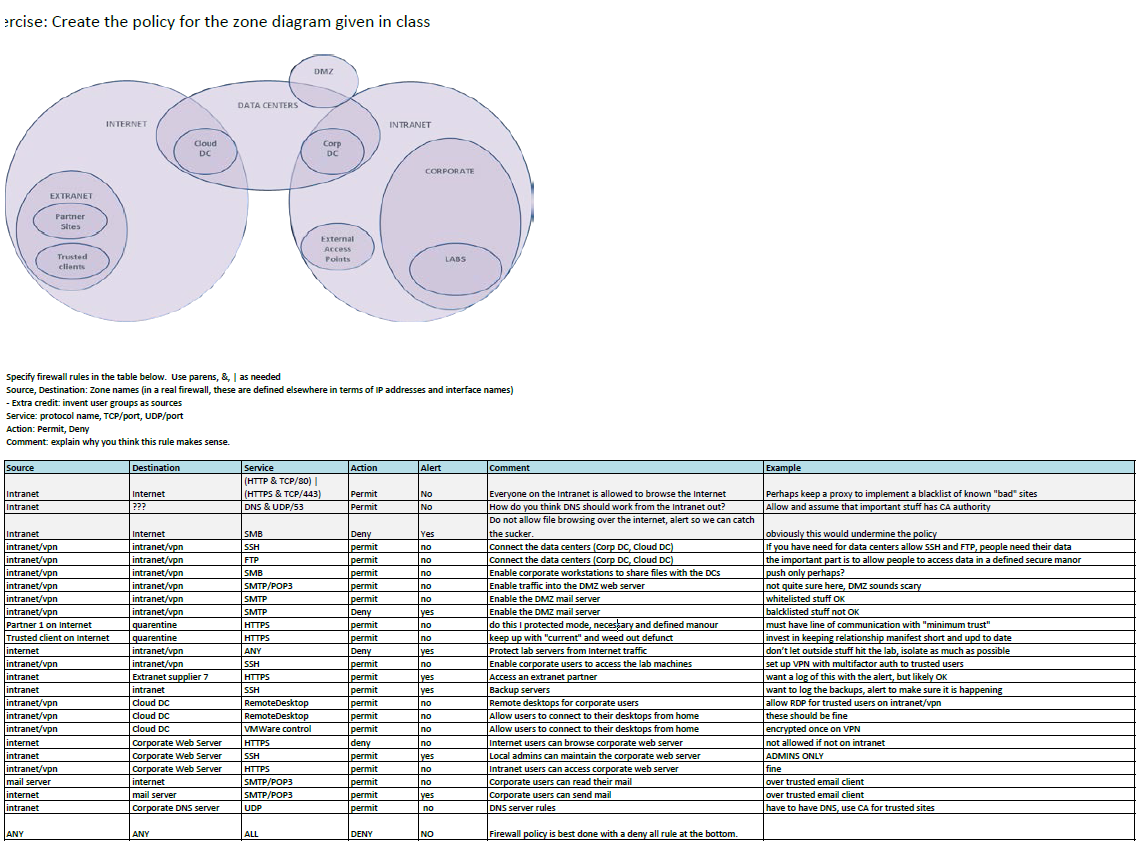 ercise: Create the policy for the zone diagram given in class
DMZ
DATA CENTERS
INTERNET
INTRANET
Cloud
DC
Corp
DC
CORPORATE
EXTRANET
Partner
Sites
Trusted
clients
External
Access
Points
LABS
Specify firewall rules in the table below. Use parens, &, | as needed
Source, Destination: Zone names (in a real firewall, these are defined elsewhere in terms of IP addresses and interface names)
- Extra credit: invent user groups as sources
Service: protocol name, TCP/port, UDP/port
Action: Permit, Deny
Comment: explain why you think this rule makes sense.
Source Destination Service Action Alert Comment Example
(HTTP & TCP/80) |
Intranet Internet (HTTPS & TCP/443) Permit No Everyone on the Intranet is allowed to browse the Internet Perhaps keep a proxy to implement a blacklist of known "bad" sites
Intranet ??? DNS & UDP/53 Permit No How do you think DNS should work from the Intranet out? Allow and assume that important stuff has CA authority
Do not allow file browsing over the internet, alert so we can catch
Intranet Internet SMB Deny Yes the sucker. obviously this would undermine the policy
intranet/vpn intranet/vpn SSH permit no Connect the data centers (Corp DC, Cloud DC) If you have need for data centers allow SSH and FTP, people need their data
intranet/vpn intranet/vpn FTP permit no Connect the data centers (Corp DC, Cloud DC) the important part is to allow people to access data in a defined secure manor
intranet/vpn intranet/vpn SMB permit no Enable corporate workstations to share files with the DCs push only perhaps?
intranet/vpn intranet/vpn SMTP/POP3 permit no Enable traffic into the DMZ web server not quite sure here, DMZ sounds scary
intranet/vpn intranet/vpn SMTP permit no Enable the DMZ mail server whitelisted stuff OK
intranet/vpn intranet/vpn SMTP Deny yes Enable the DMZ mail server balcklisted stuff not OK
Partner 1 on Internet quarentine HTTPS permit no do this I protected mode, necessary and defined manour must have line of communication with "minimum trust"
Trusted client on Internet quarentine HTTPS permit no keep up with "current" and weed out defunct invest in keeping relationship manifest short and upd to date
internet intranet/vpn ANY Deny yes Protect lab servers from Internet traffic don't let outside stuff hit the lab, isolate as much as possible
intranet/vpn intranet/vpn SSH permit no Enable corporate users to access the lab machines set up VPN with multifactor auth to trusted users
intranet Extranet supplier 7 HTTPS permit yes Access an extranet partner want a log of this with the alert, but likely OK
intranet intranet SSH permit yes Backup servers want to log the backups, alert to make sure it is happening
intranet/vpn Cloud DC RemoteDesktop permit no Remote desktops for corporate users allow RDP for trusted users on intranet/vpn
intranet/vpn Cloud DC RemoteDesktop permit no Allow users to connect to their desktops from home these should be fine
intranet/vpn Cloud DC VMWare control permit no Allow users to connect to their desktops from home encrypted once on VPN
internet Corporate Web Server HTTPS deny no Internet users can browse corporate web server not allowed if not on intranet
intranet Corporate Web Server SSH permit yes Local admins can maintain the corporate web server ADMINS ONLY
intranet/vpn Corporate Web Server HTTPS permit no Intranet users can access corporate web server fine
mail server internet SMTP/POP3 permit no Corporate users can read their mail over trusted email client
internet mail server SMTP/POP3 permit yes Corporate users can send mail over trusted email client
intranet Corporate DNS server UDP permit no DNS server rules have to have DNS, use CA for trusted sites
ANY ANY ALL DENY NO Firewall policy is best done with a deny all rule at the bottom.